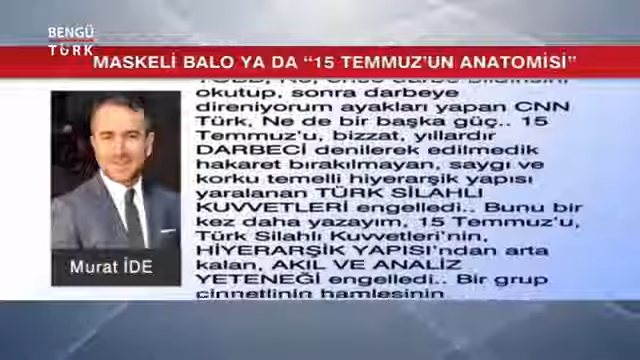 BENGÜ
TÜRK
MASKELİ BALO YA DA “15 TEMMUZ’UN ANATOMİSİ”
okutup, sonra darbeye
direniyorum ayakları yapan CNN
Türk, Ne de bir başka güç.. 15
Temmuz’u, bizzat, yıllardır
DARBECİ denilerek edilmedik
hakaret bırakılmayan, saygı ve
korku temelli hiyerarşik yapısı
yaralanan TÜRK SİLAHLI
KUVVETLERİ engelledi.. Bunu bir
kez daha yazayım, 15 Temmuz’u,
Türk Silahlı Kuvvetleri’nin,
HİYERARŞİK YAPISI’ndan arta
kalan, AKIL VE ANALİZ
YETENEĞİ engelledi.. Bir grup
cinnetlinin hamlesinin
Murat İDE